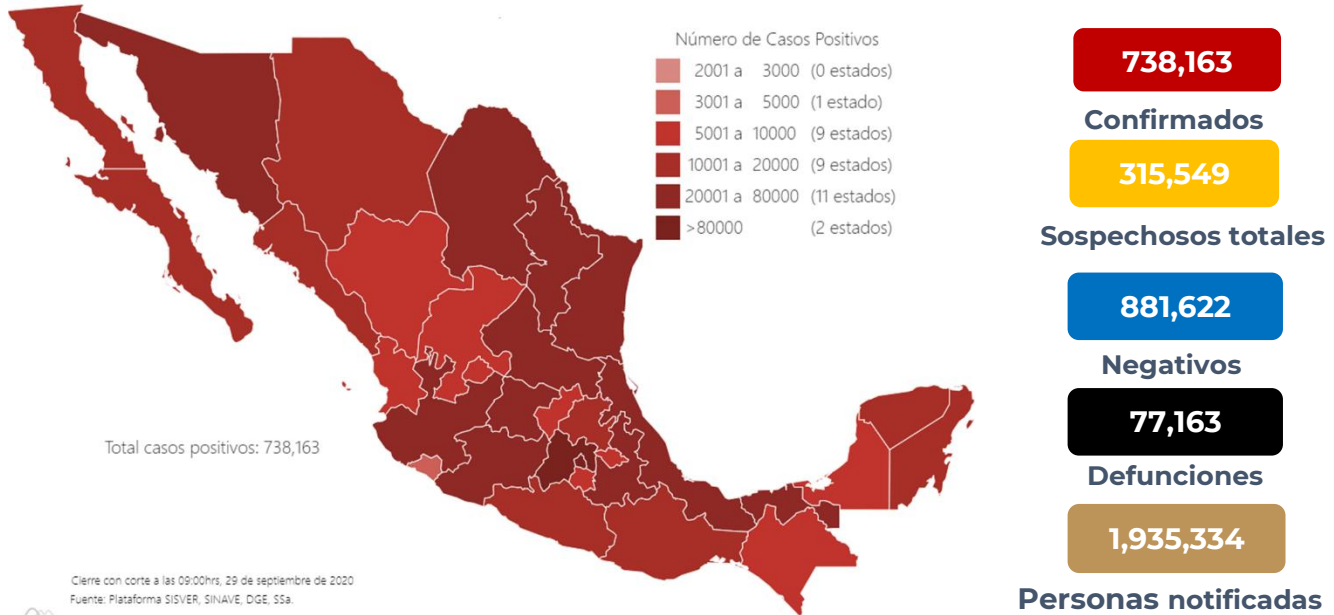 Número de Casos Positivos
2001 a 3000 (0 estados)
3001 a 5000 (1 estado)
5001 a 10000 (9 estados)
10001 a 20000 (9 estados)
20001 a 80000 (11 estados)
>80000 (2 estados)
Total casos positivos: 738,163
Cierre con corte a las 09:00hrs, 29 de septiembre de 2020
Fuente: Plataforma SISVER, SINAVE, DGE, SSa.
738,163
Confirmados
315,549
Sospechosos totales
881,622
Negativos
77,163
Defunciones
1,935,334
Personas notificadas